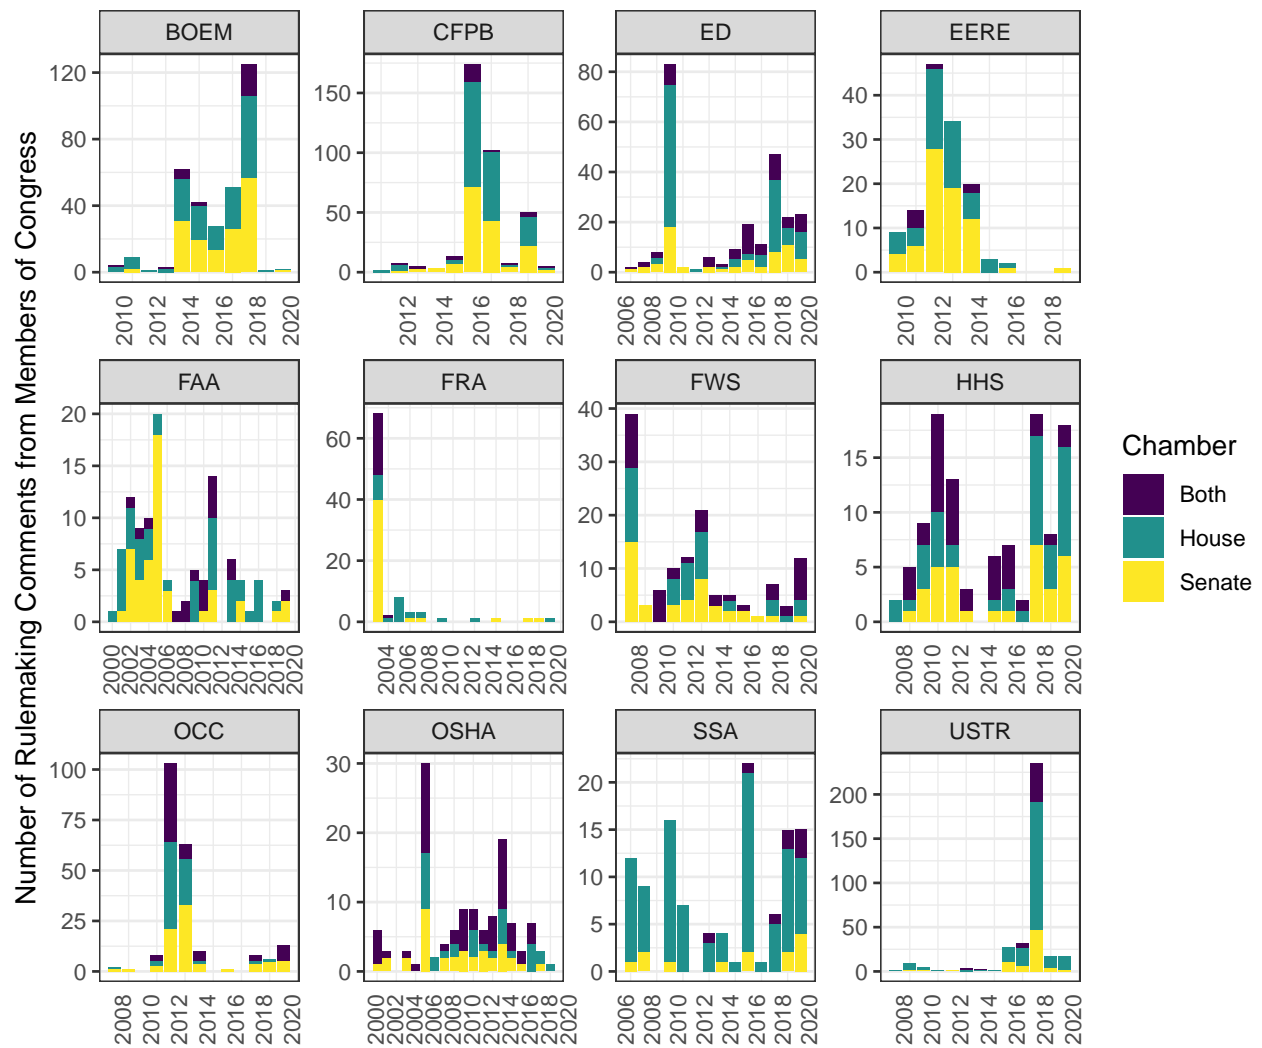 Number of Rulemaking Comments from Members of Congress
BOEM
CFPB
ED
EERE
120
80
40
0
150
100
50
0
80
60
40
20
0
40
30
20
10
0
2010 2012 2014 2016 2018 2020
2012 2014 2016 2018 2020
2006 2008 2010 2012 2014 2016 2018 2020
2010 2012 2014 2016 2018
FAA
FRA
FWS
HHS
20
15
10
5
0
60
40
20
0
40
30
20
10
0
15
10
5
0
2000 2002 2004 2006 2008 2010 2012 2014 2016 2018 2020
2004 2006 2008 2010 2012 2014 2016 2018 2020
2008 2010 2012 2014 2016 2018 2020
2008 2010 2012 2014 2016 2018 2020
OCC
OSHA
SSA
USTR
100
75
50
25
0
30
20
10
0
20
15
10
5
0
200
150
100
50
0
2008 2010 2012 2014 2016 2018 2020
2000 2002 2004 2006 2008 2010 2012 2014 2016 2018 2020
2006 2008 2010 2012 2014 2016 2018 2020
2008 2010 2012 2014 2016 2018 2020
Chamber
Both
House
Senate